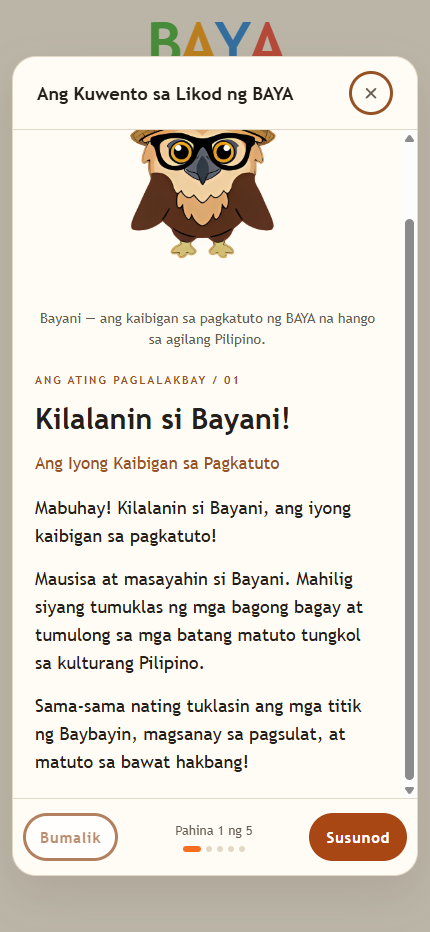 BAYA
Ang Kuwento sa Likod ng BAYA
Bayani — ang kaibigan sa pagkatuto ng BAYA na hango
sa agilang Pilipino.
ANG ATING PAGLALAKBAY / 01
Kilalanin si Bayani!
Ang Iyong Kaibigan sa Pagkatuto
Mabuhay! Kilalanin si Bayani, ang iyong
kaibigan sa pagkatuto!
Mausisa at masayahin si Bayani. Mahilig
siyang tumuklas ng mga bagong bagay at
tumulong sa mga batang matuto tungkol
sa kulturang Pilipino.
Sama-sama nating tuklasin ang mga titik
ng Baybayin, magsanay sa pagsulat, at
matuto sa bawat hakbang!
Bumalik
Pahina 1 ng 5
Susunod